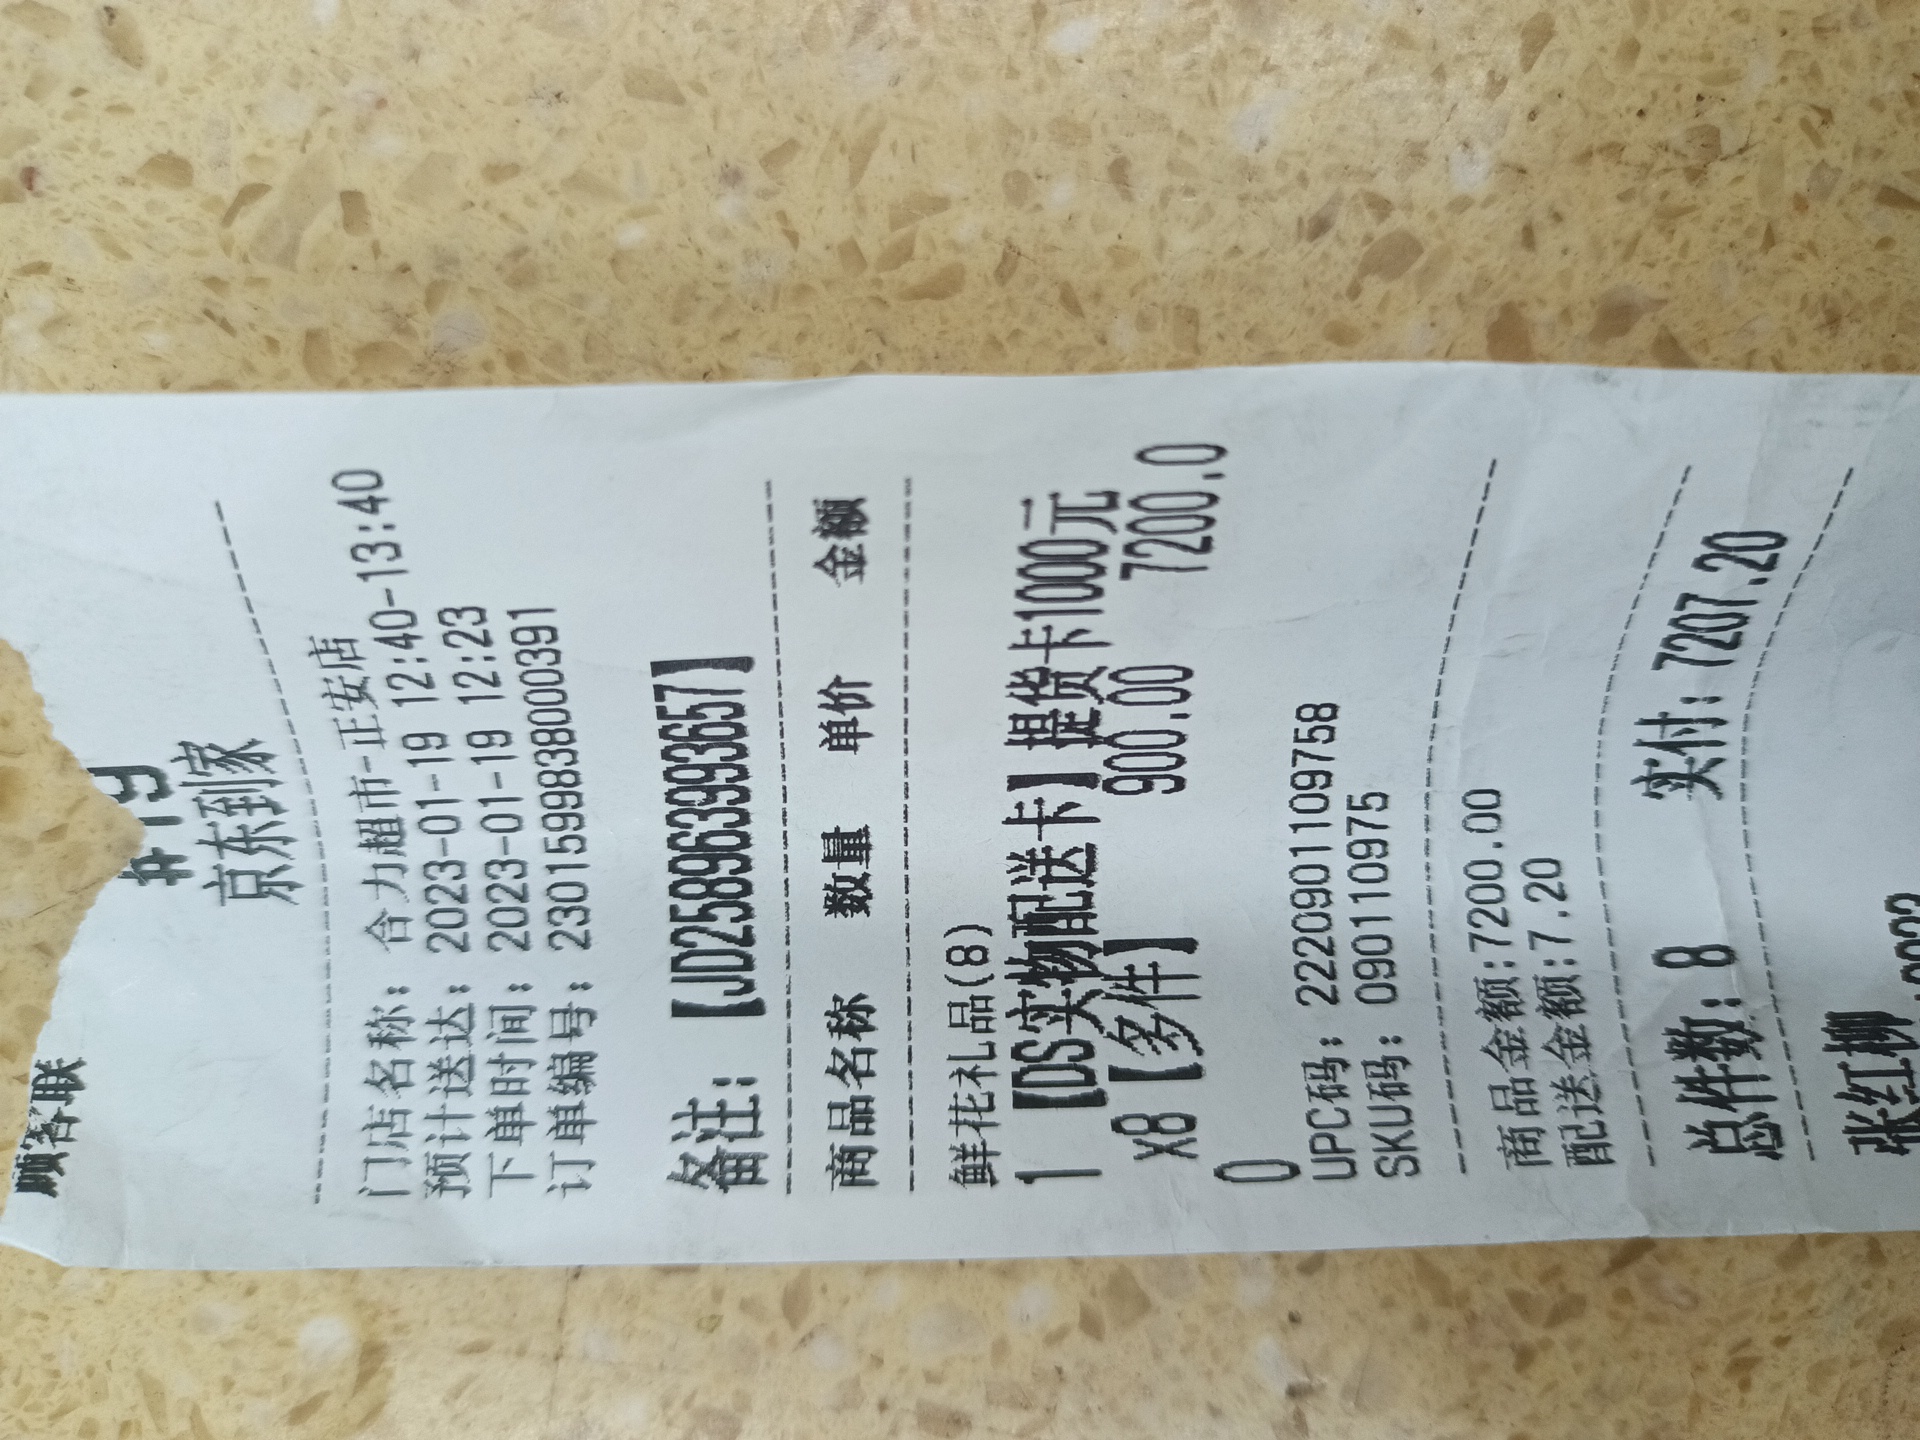 顾客联
#19
京东到家
门店名称：合力超市-正安店
预计送达：2023-01-19 12:40-13:40
下单时间：2023-01-19 12:23
订单编号：2301599838000391
备注：【JD258963993657】
商品名称 数量 单价 金额
鲜花礼品(8)
1【DS实物配送卡】提货卡1000元
x8【多件】 900.00 7200.0
0
UPC码：2220901109758
SKU码：090110975
商品金额:7200.00
配送金额:7.20
总件数：8 实付：7207.20
张红柳